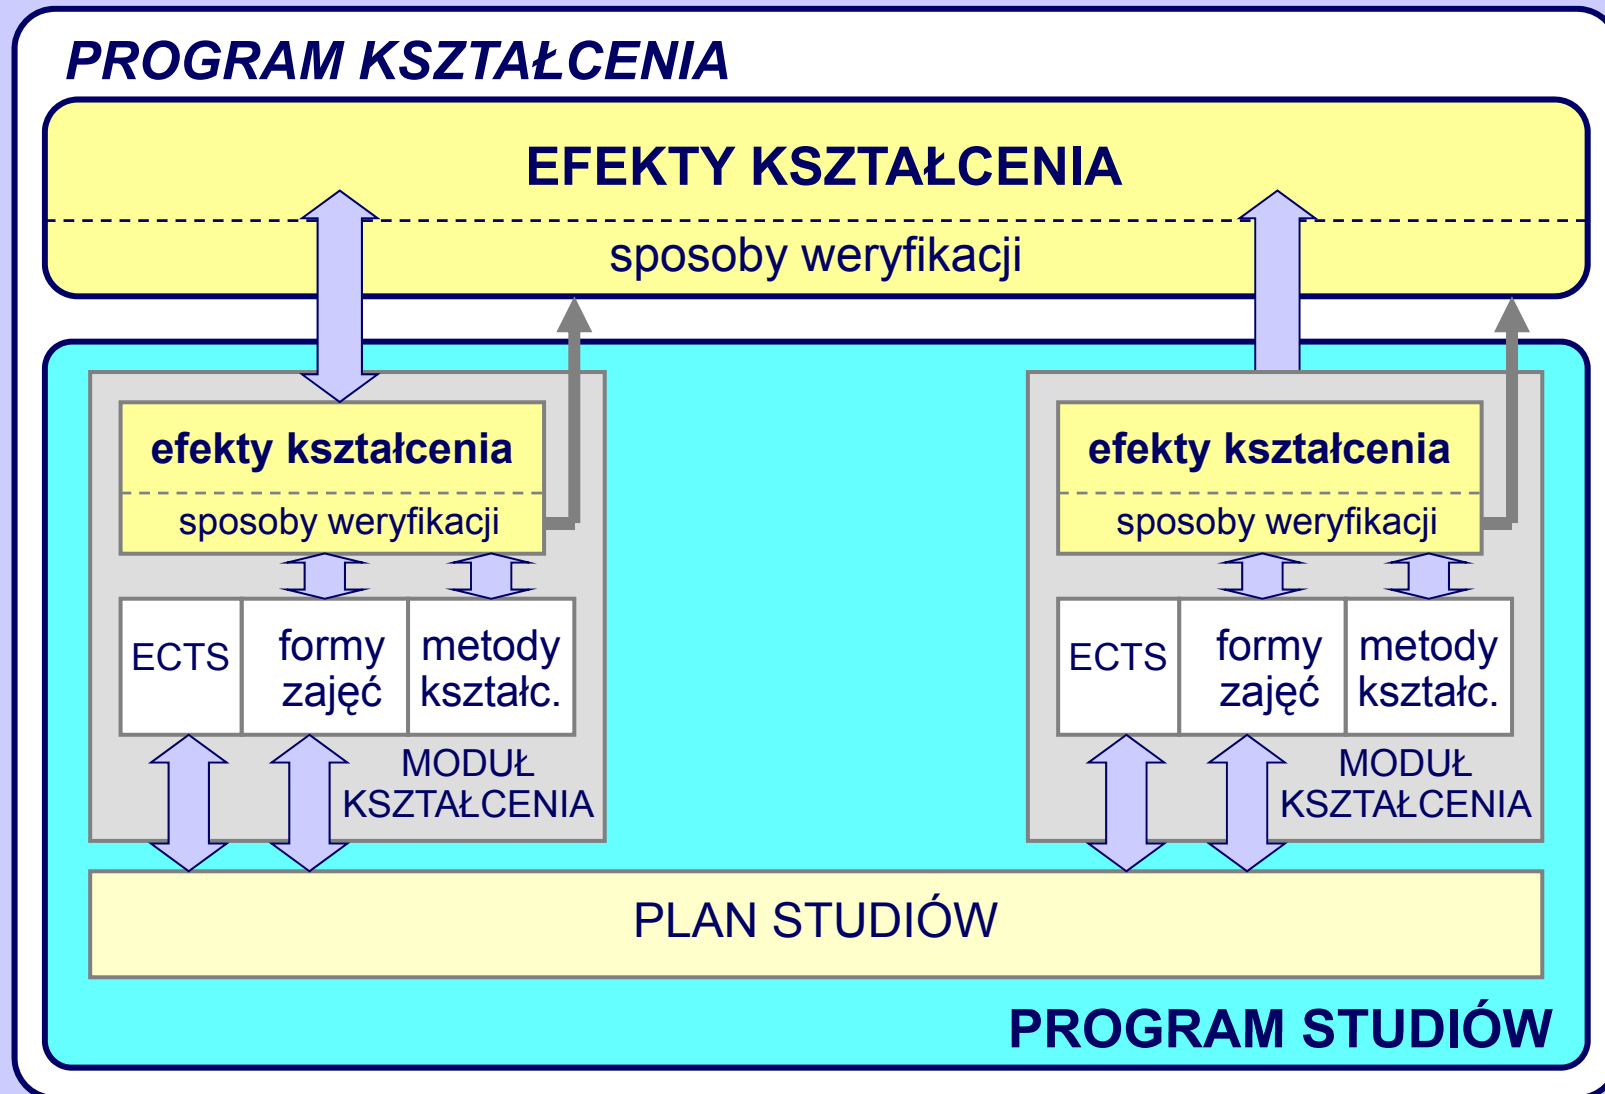 PROGRAM KSZTAŁCENIA
EFEKTY KSZTAŁCENIA
sposoby weryfikacji
efekty kształcenia
sposoby weryfikacji
ECTS
formy
zajęć
metody
kształc.
MODUŁ
KSZTAŁCENIA
efekty kształcenia
sposoby weryfikacji
ECTS
formy
zajęć
metody
kształc.
MODUŁ
KSZTAŁCENIA
PLAN STUDIÓW
PROGRAM STUDIÓW